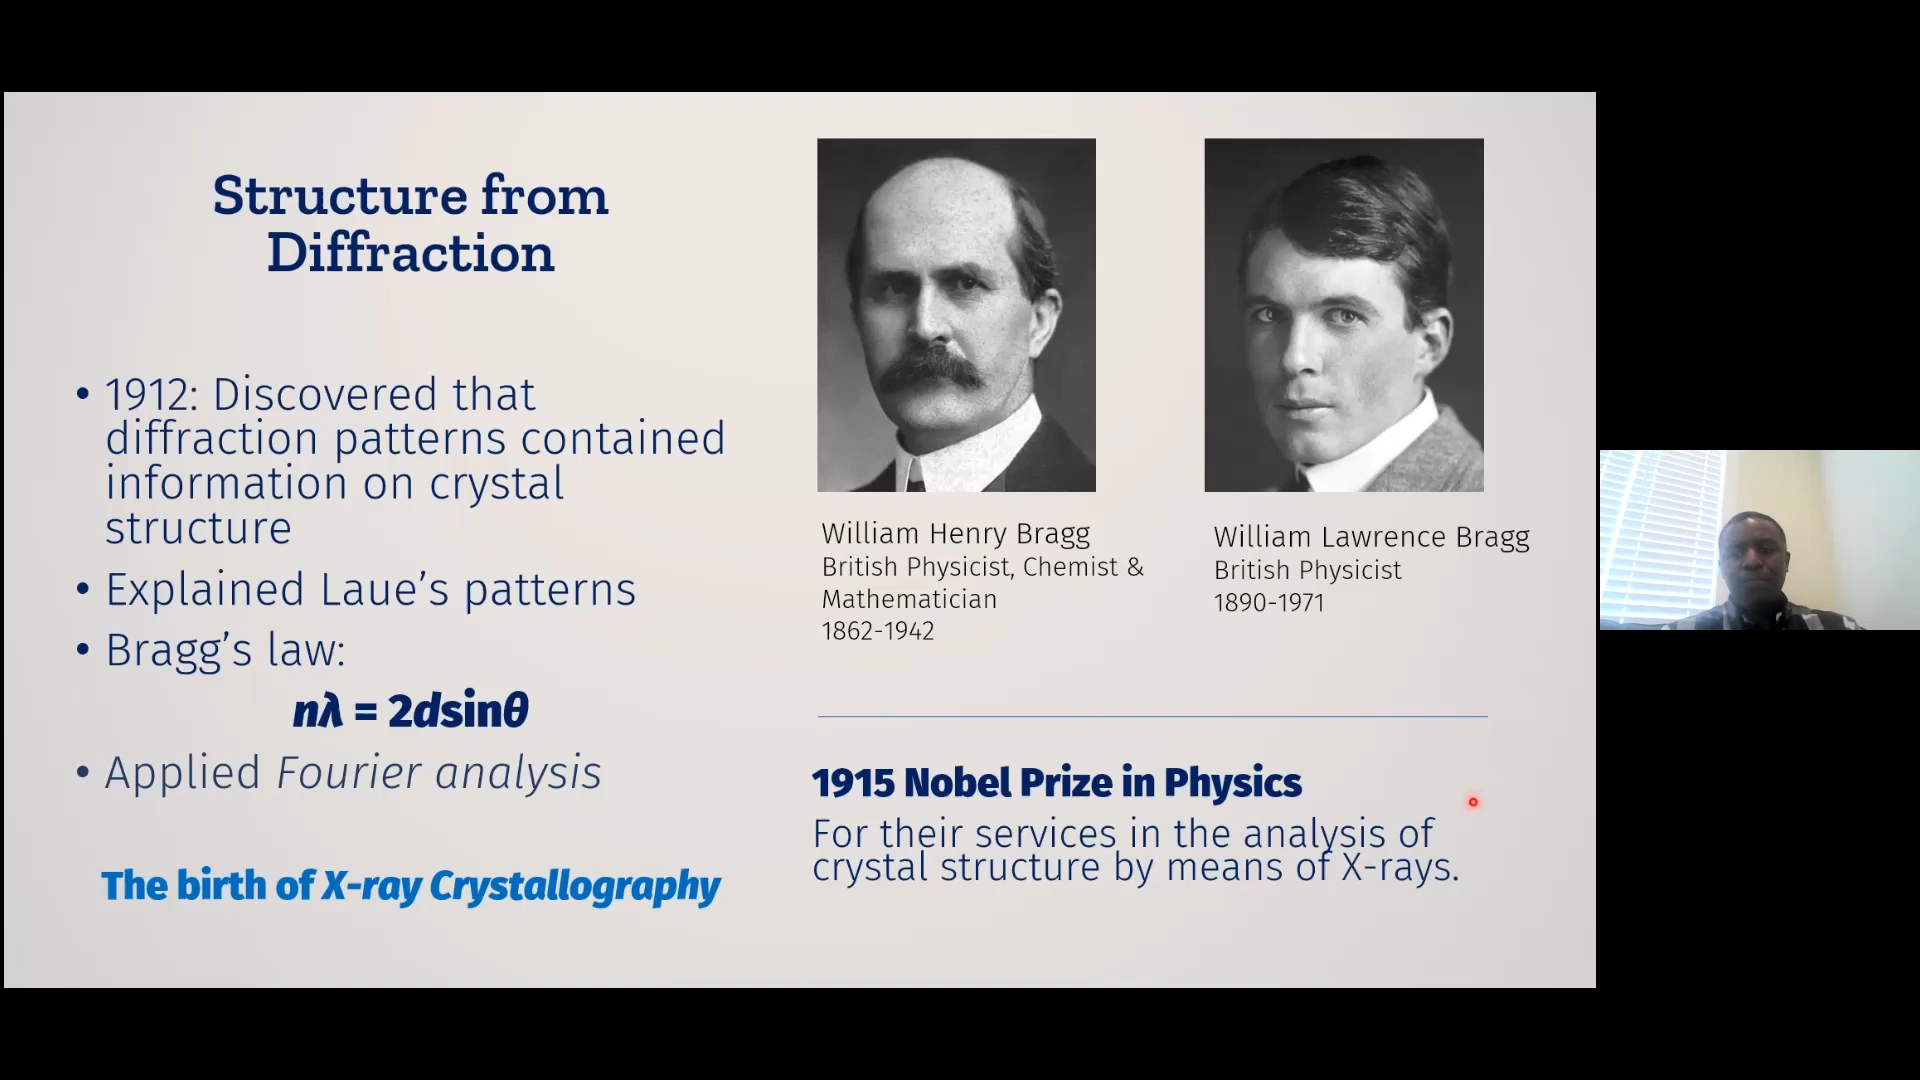 Structure from
Diffraction
• 1912: Discovered that
diffraction patterns contained
information on crystal
structure
• Explained Laue’s patterns
• Bragg’s law:
nλ = 2dsinθ
• Applied Fourier analysis
The birth of X-ray Crystallography
William Henry Bragg
British Physicist, Chemist &
Mathematician
1862-1942
William Lawrence Bragg
British Physicist
1890-1971
1915 Nobel Prize in Physics
For their services in the analysis of
crystal structure by means of X-rays.